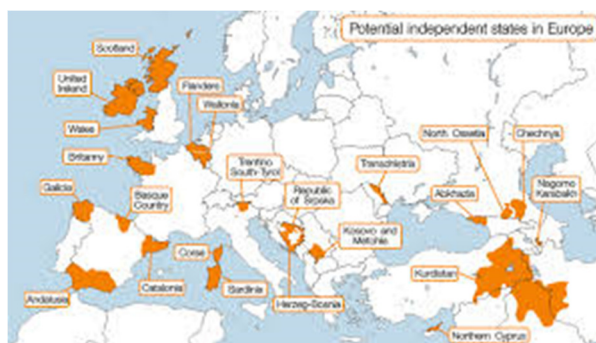 Potential independent states in Europe
Scotland
United
Ireland
Flanders
Wallonia
Wales
Britanny
Galicia
Basque
Country
Trentino
South-Tyrol
Republic
of Srpska
Transnistria
North Ossetia
Chechnya
Abkhazia
Nagorno
Karabakh
Kosovo and
Metohia
Corse
Kurdistan
Andalusia
Catalonia
Sardinia
Herzeg-Bosnia
Northern Cyprus